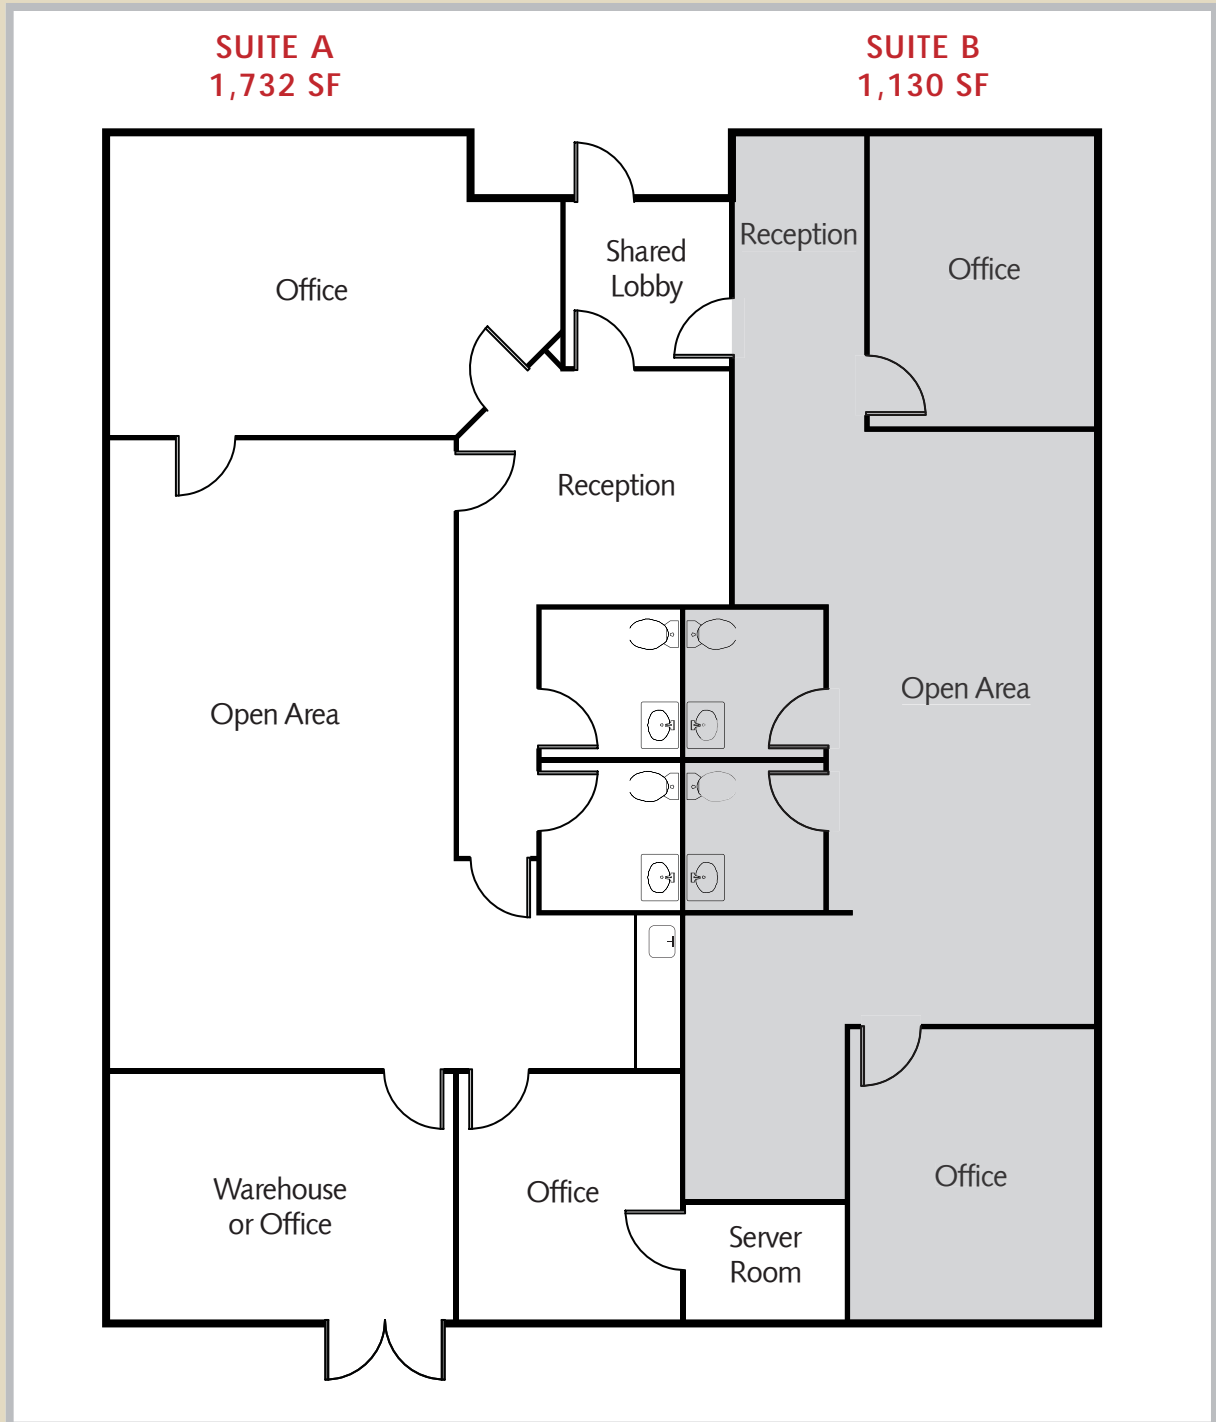 SUITE A
1,732 SF
SUITE B
1,130 SF
Reception
Shared
Lobby
Office
Office
Reception
Open Area
Open Area
Office
Warehouse
or Office
Office
Server
Room